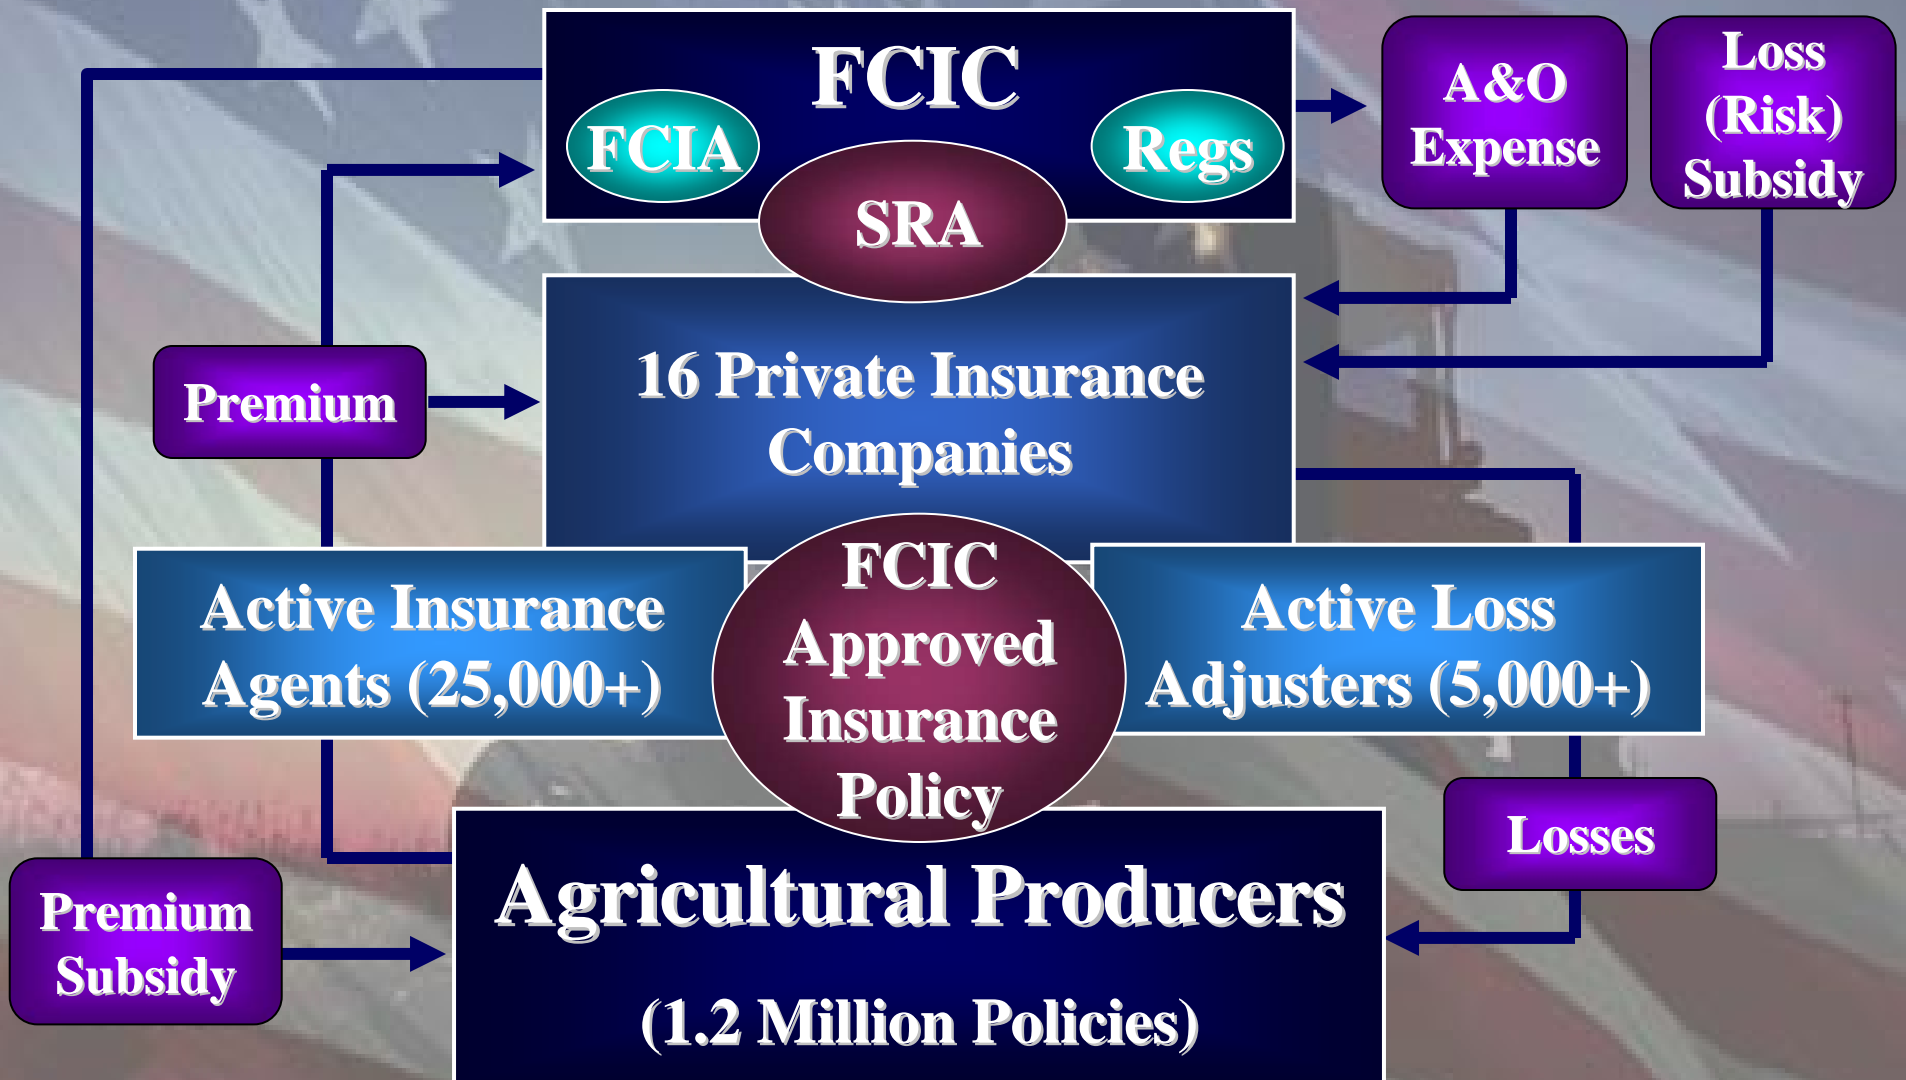 FCIC
FCIA
Regs
SRA
A&O
Expense
Loss
(Risk)
Subsidy
Premium
16 Private Insurance
Companies
Active Insurance
Agents (25,000+)
FCIC
Approved
Insurance
Policy
Active Loss
Adjusters (5,000+)
Losses
Premium
Subsidy
Agricultural Producers
(1.2 Million Policies)